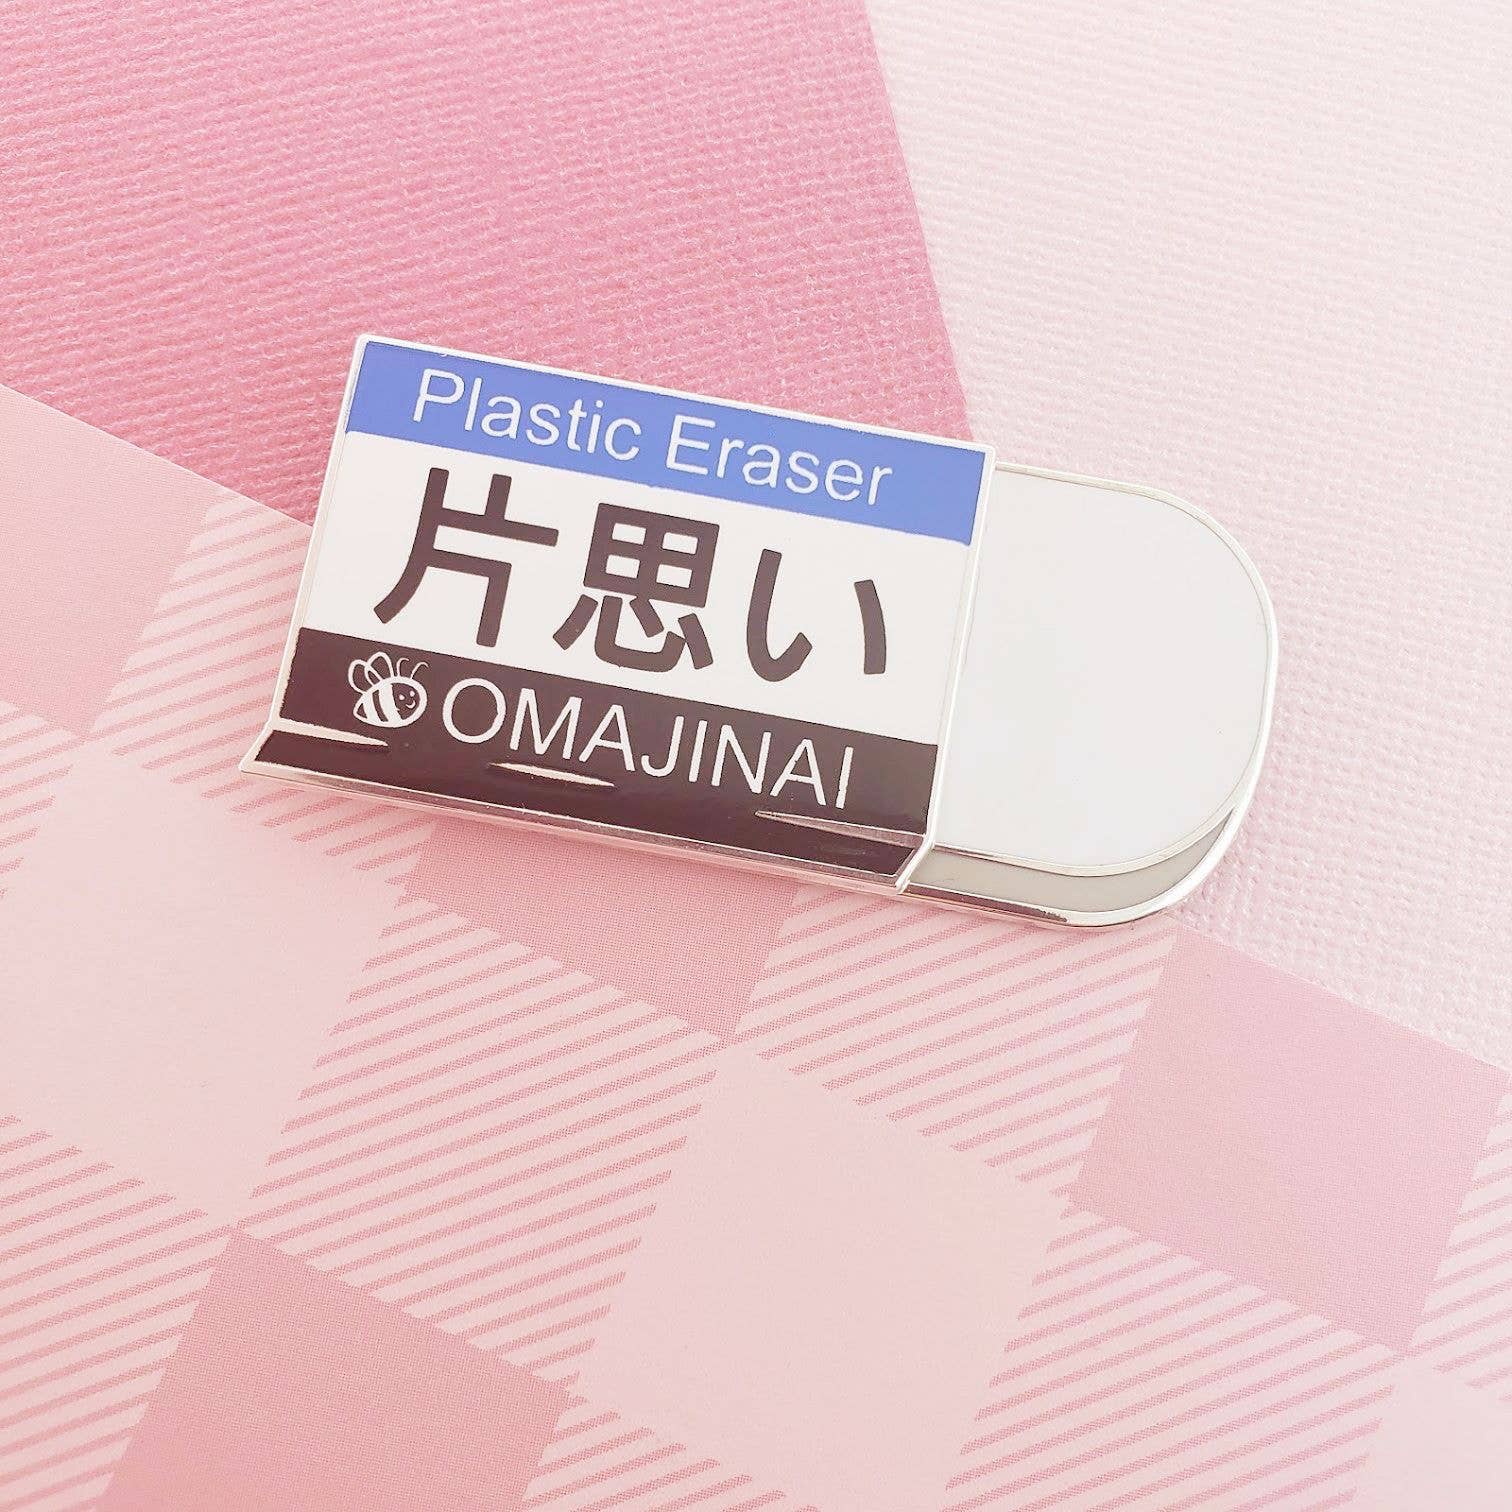 Plastic Eraser
片思い
OMAJINAI